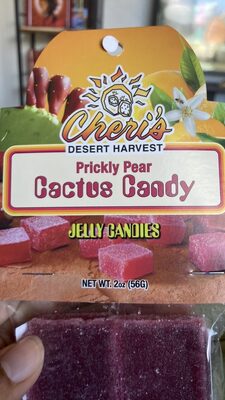 Cheri's
DESERT HARVEST
Prickly Pear
Cactus Candy
JELLY CANDIES
NET WT. 2oz (56G)